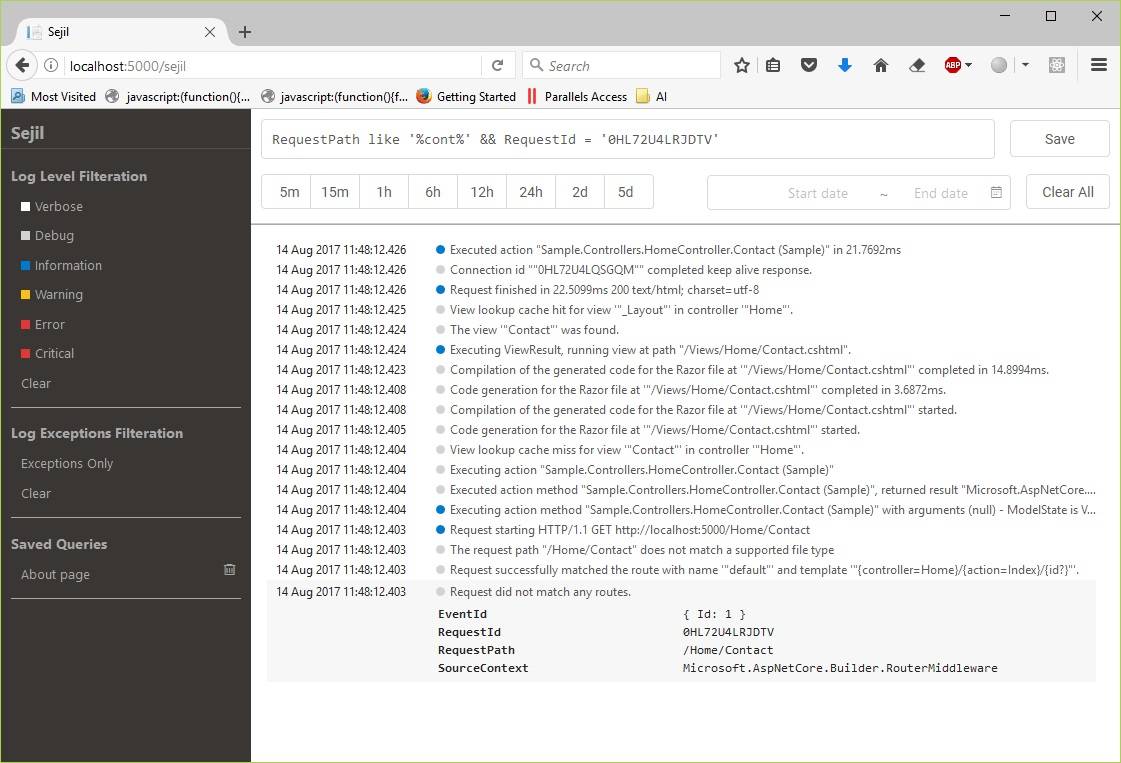 Sejil
localhost:5000/sejil
Search
ABP
Most Visited
javascript:(function(){...
javascript:(function(){f...
Getting Started
Parallels Access
AI
Sejil
Log Level Filteration
Verbose
Debug
Information
Warning
Error
Critical
Clear
Log Exceptions Filteration
Exceptions Only
Clear
Saved Queries
About page
RequestPath like '%cont%' && RequestId = '0HL72U4LRJDTV'
Save
5m 15m 1h 6h 12h 24h 2d 5d
Start date ~ End date
Clear All
14 Aug 2017 11:48:12.426 Executed action "Sample.Controllers.HomeController.Contact (Sample)" in 21.7692ms
14 Aug 2017 11:48:12.426 Connection id ""0HL72U4LQSGQM"" completed keep alive response.
14 Aug 2017 11:48:12.426 Request finished in 22.5099ms 200 text/html; charset=utf-8
14 Aug 2017 11:48:12.425 View lookup cache hit for view '"_Layout"' in controller '"Home"'.
14 Aug 2017 11:48:12.424 The view '"Contact"' was found.
14 Aug 2017 11:48:12.424 Executing ViewResult, running view at path "/Views/Home/Contact.cshtml".
14 Aug 2017 11:48:12.423 Compilation of the generated code for the Razor file at '"/Views/Home/Contact.cshtml"' completed in 14.8994ms.
14 Aug 2017 11:48:12.408 Code generation for the Razor file at '"/Views/Home/Contact.cshtml"' completed in 3.6872ms.
14 Aug 2017 11:48:12.408 Compilation of the generated code for the Razor file at '"/Views/Home/Contact.cshtml"' started.
14 Aug 2017 11:48:12.405 Code generation for the Razor file at '"/Views/Home/Contact.cshtml"' started.
14 Aug 2017 11:48:12.404 View lookup cache miss for view '"Contact"' in controller '"Home"'.
14 Aug 2017 11:48:12.404 Executing action "Sample.Controllers.HomeController.Contact (Sample)"
14 Aug 2017 11:48:12.404 Executed action method "Sample.Controllers.HomeController.Contact (Sample)", returned result "Microsoft.AspNetCore....
14 Aug 2017 11:48:12.404 Executing action method "Sample.Controllers.HomeController.Contact (Sample)" with arguments (null) - ModelState is V...
14 Aug 2017 11:48:12.403 Request starting HTTP/1.1 GET http://localhost:5000/Home/Contact
14 Aug 2017 11:48:12.403 The request path "/Home/Contact" does not match a supported file type
14 Aug 2017 11:48:12.403 Request successfully matched the route with name '"default"' and template '"{controller=Home}/{action=Index}/{id?}"'.
14 Aug 2017 11:48:12.403 Request did not match any routes.
EventId { Id: 1 }
RequestId 0HL72U4LRJDTV
RequestPath /Home/Contact
SourceContext Microsoft.AspNetCore.Builder.RouterMiddleware